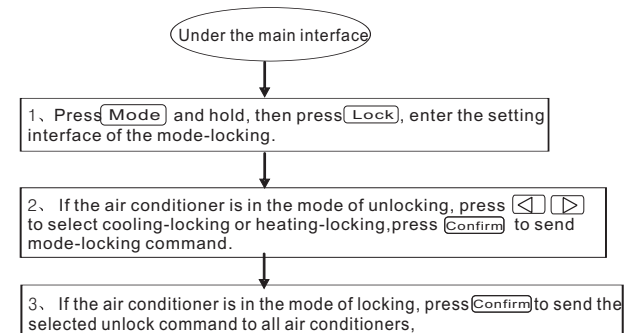 Under the main interface
1、Press Mode and hold, then press Lock, enter the setting
interface of the mode-locking.
2、 If the air conditioner is in the mode of unlocking, press ◁ ▷
to select cooling-locking or heating-locking,press Confirm to send
mode-locking command.
3、 If the air conditioner is in the mode of locking, press Confirm to send the
selected unlock command to all air conditioners,